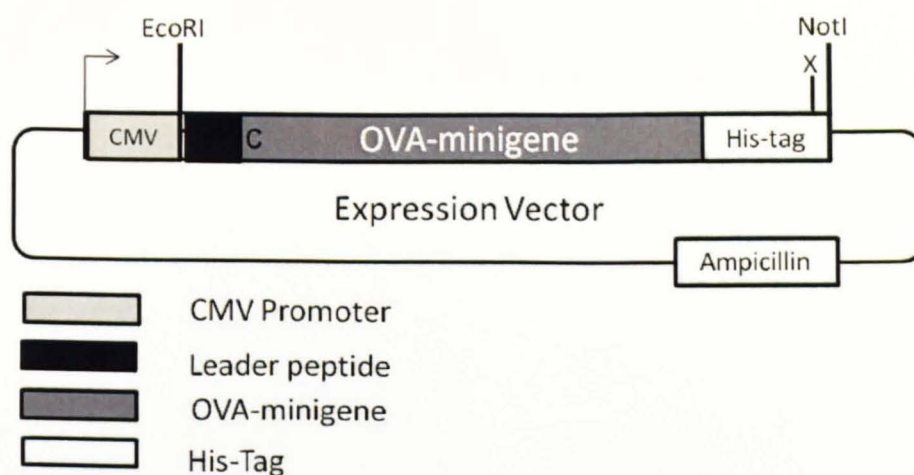 EcoRI
NotI
X
CMV
C
OVA-minigene
His-tag
Expression Vector
Ampicillin
CMV Promoter
Leader peptide
OVA-minigene
His-Tag